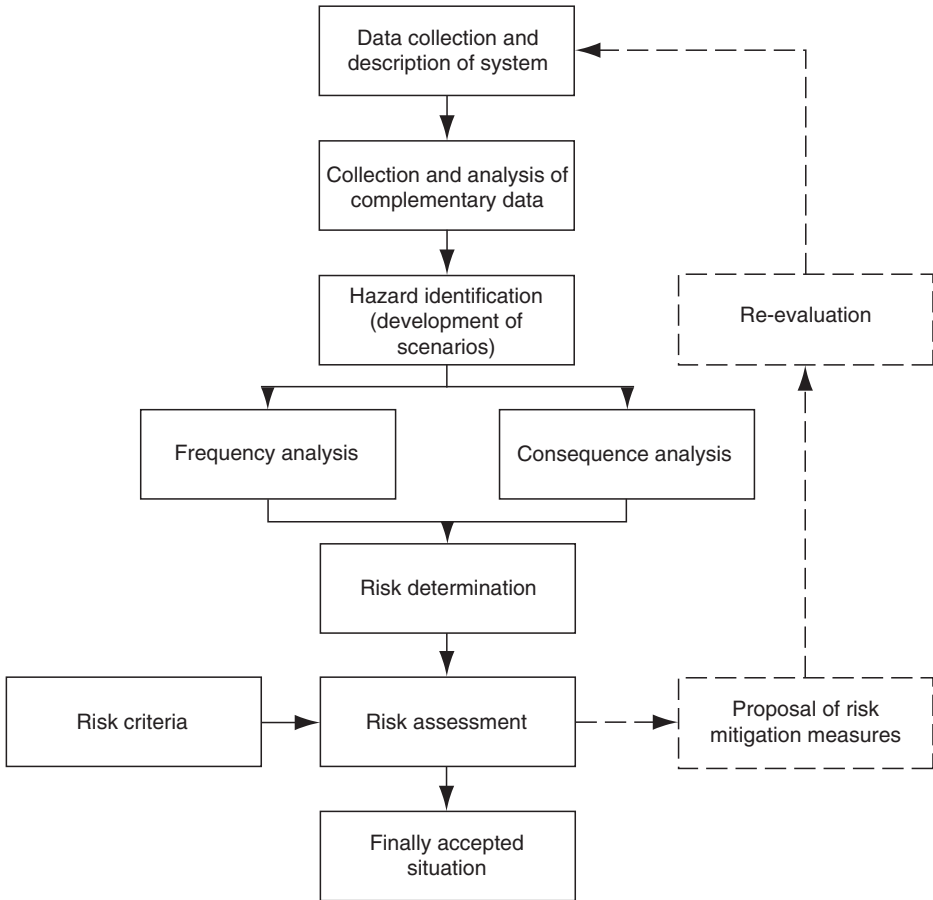 Data collection and
description of system
Collection and analysis of
complementary data
Hazard identification
(development of
scenarios)
Re-evaluation
Frequency analysis
Consequence analysis
Risk determination
Risk criteria
Risk assessment
Proposal of risk
mitigation measures
Finally accepted
situation